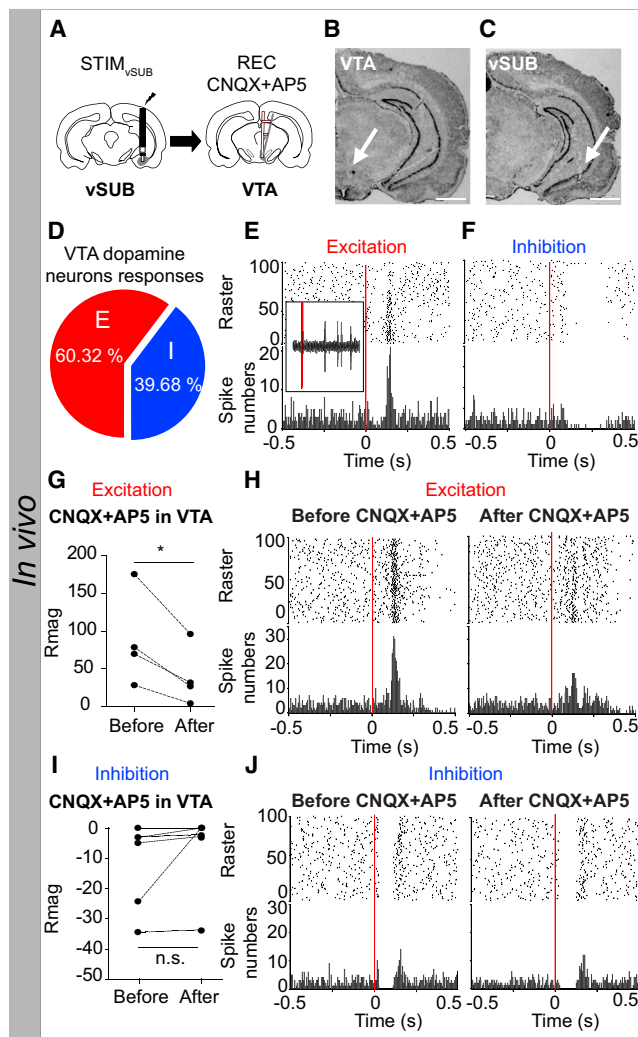 In vivo
A
STIM vSUB
REC
CNQX+AP5
vSUB
VTA
B
VTA
C
vSUB
D
VTA dopamine
neurons responses
E
60.32 %
I
39.68 %
E
Excitation
Raster
100
50
0
Spike
numbers
20
10
0
-0.5
0
0.5
Time (s)
F
Inhibition
-0.5
0
0.5
Time (s)
G
Excitation
CNQX+AP5 in VTA
Rmag
200
150
100
50
0
*
Before
After
H
Excitation
Before CNQX+AP5
After CNQX+AP5
Raster
100
50
0
Spike
numbers
30
20
10
0
-0.5
0
0.5
Time (s)
-0.5
0
0.5
Time (s)
I
Inhibition
CNQX+AP5 in VTA
Rmag
0
-10
-20
-30
-40
-50
n.s.
Before
After
J
Inhibition
Before CNQX+AP5
After CNQX+AP5
Raster
100
50
0
Spike
numbers
30
20
10
0
-0.5
0
0.5
Time (s)
-0.5
0
0.5
Time (s)